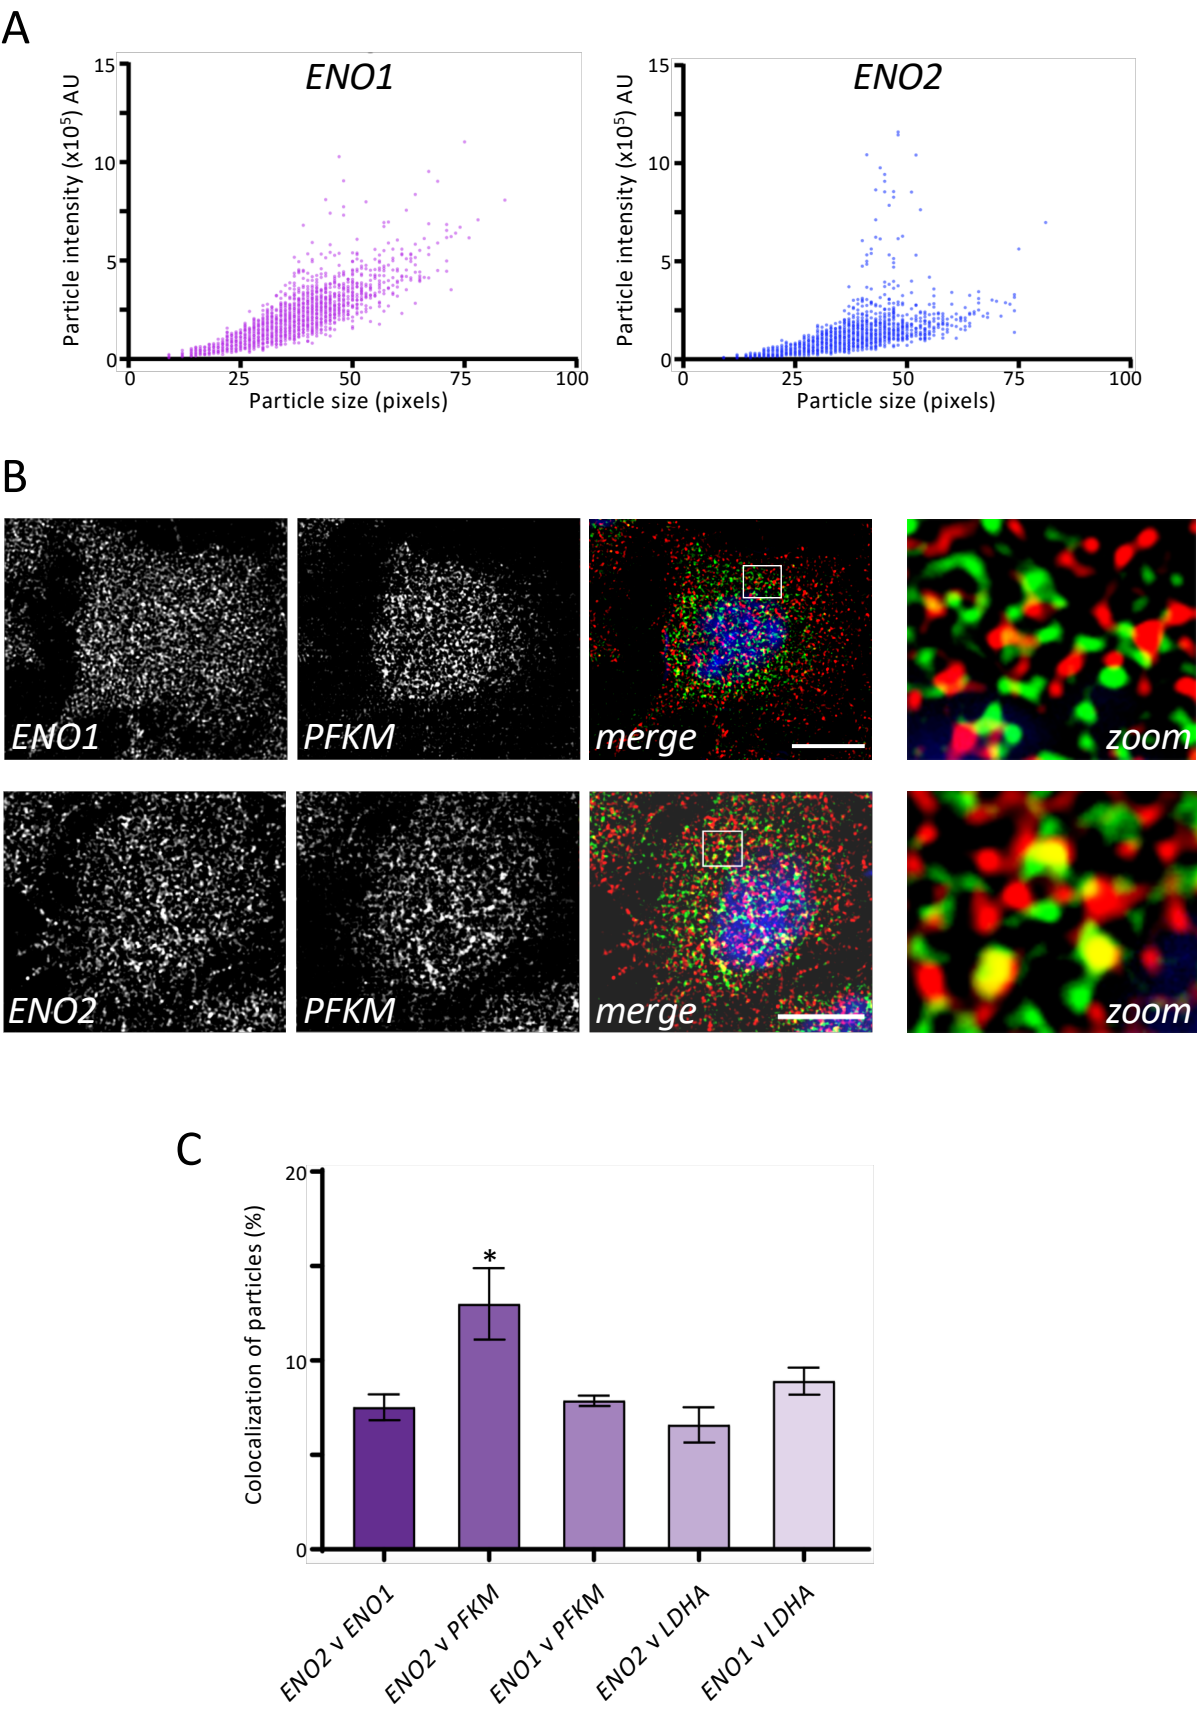 A
ENO1
Particle intensity (x10⁵) AU
15
10
5
0
0 25 50 75 100
Particle size (pixels)
ENO2
Particle intensity (x10⁵) AU
15
10
5
0
0 25 50 75 100
Particle size (pixels)
B
ENO1
PFKM
merge
zoom
ENO2
PFKM
merge
zoom
C
Colocalization of particles (%)
20
10
0
*
ENO2 v ENO1
ENO2 v PFKM
ENO1 v PFKM
ENO2 v LDHA
ENO1 v LDHA